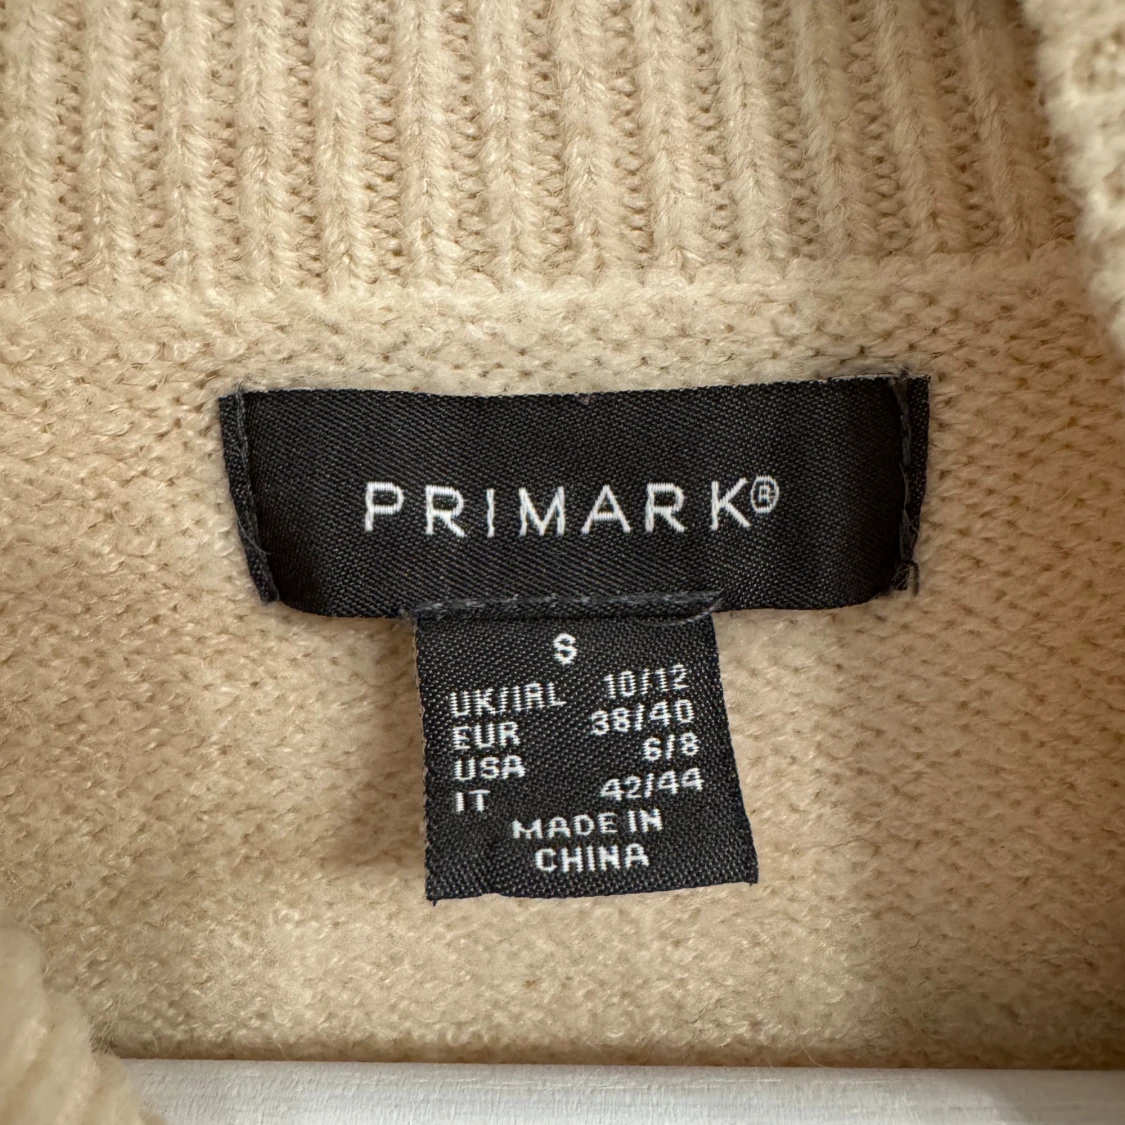 PRIMARK®
S
UK/IRL 10/12
EUR 38/40
USA 6/8
IT 42/44
MADE IN
CHINA